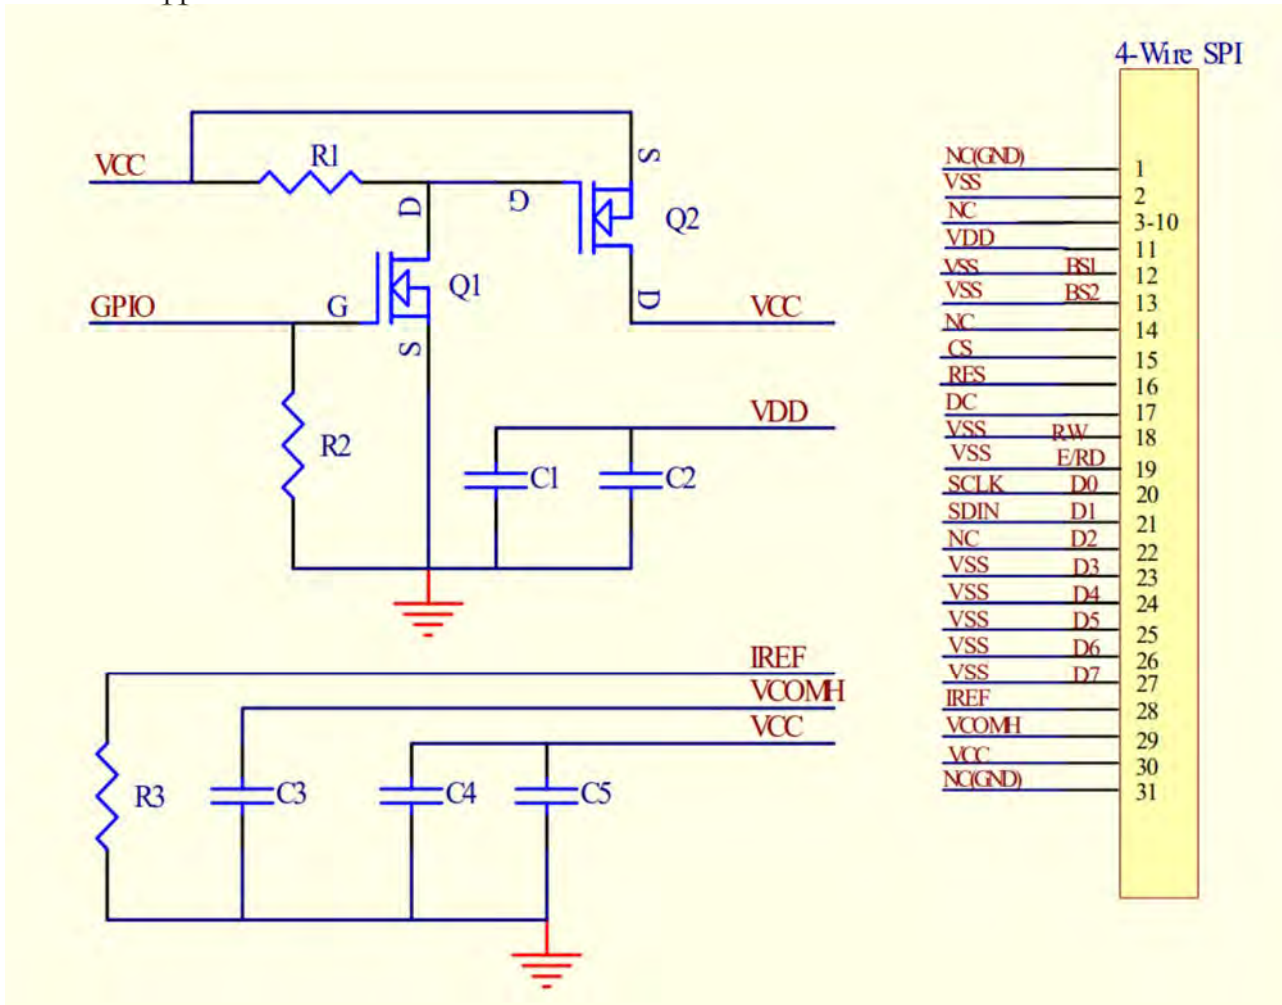 4-Wire SPI
VCC
R1
S
D
G
Q2
Q1
GPIO
G
S
D
VCC
R2
VDD
C1
C2
IREF
VCOMH
VCC
R3
C3
C4
C5
NC(GND) 1
VSS 2
NC 3-10
VDD 11
VSS BS1 12
VSS BS2 13
NC 14
CS 15
RES 16
DC 17
VSS RW 18
VSS E/RD 19
SCLK D0 20
SDIN D1 21
NC D2 22
VSS D3 23
VSS D4 24
VSS D5 25
VSS D6 26
VSS D7 27
IREF 28
VCOMH 29
VCC 30
NC(GND) 31